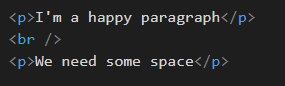 <p>I'm a happy paragraph</p>
<br />
<p>We need some space</p>